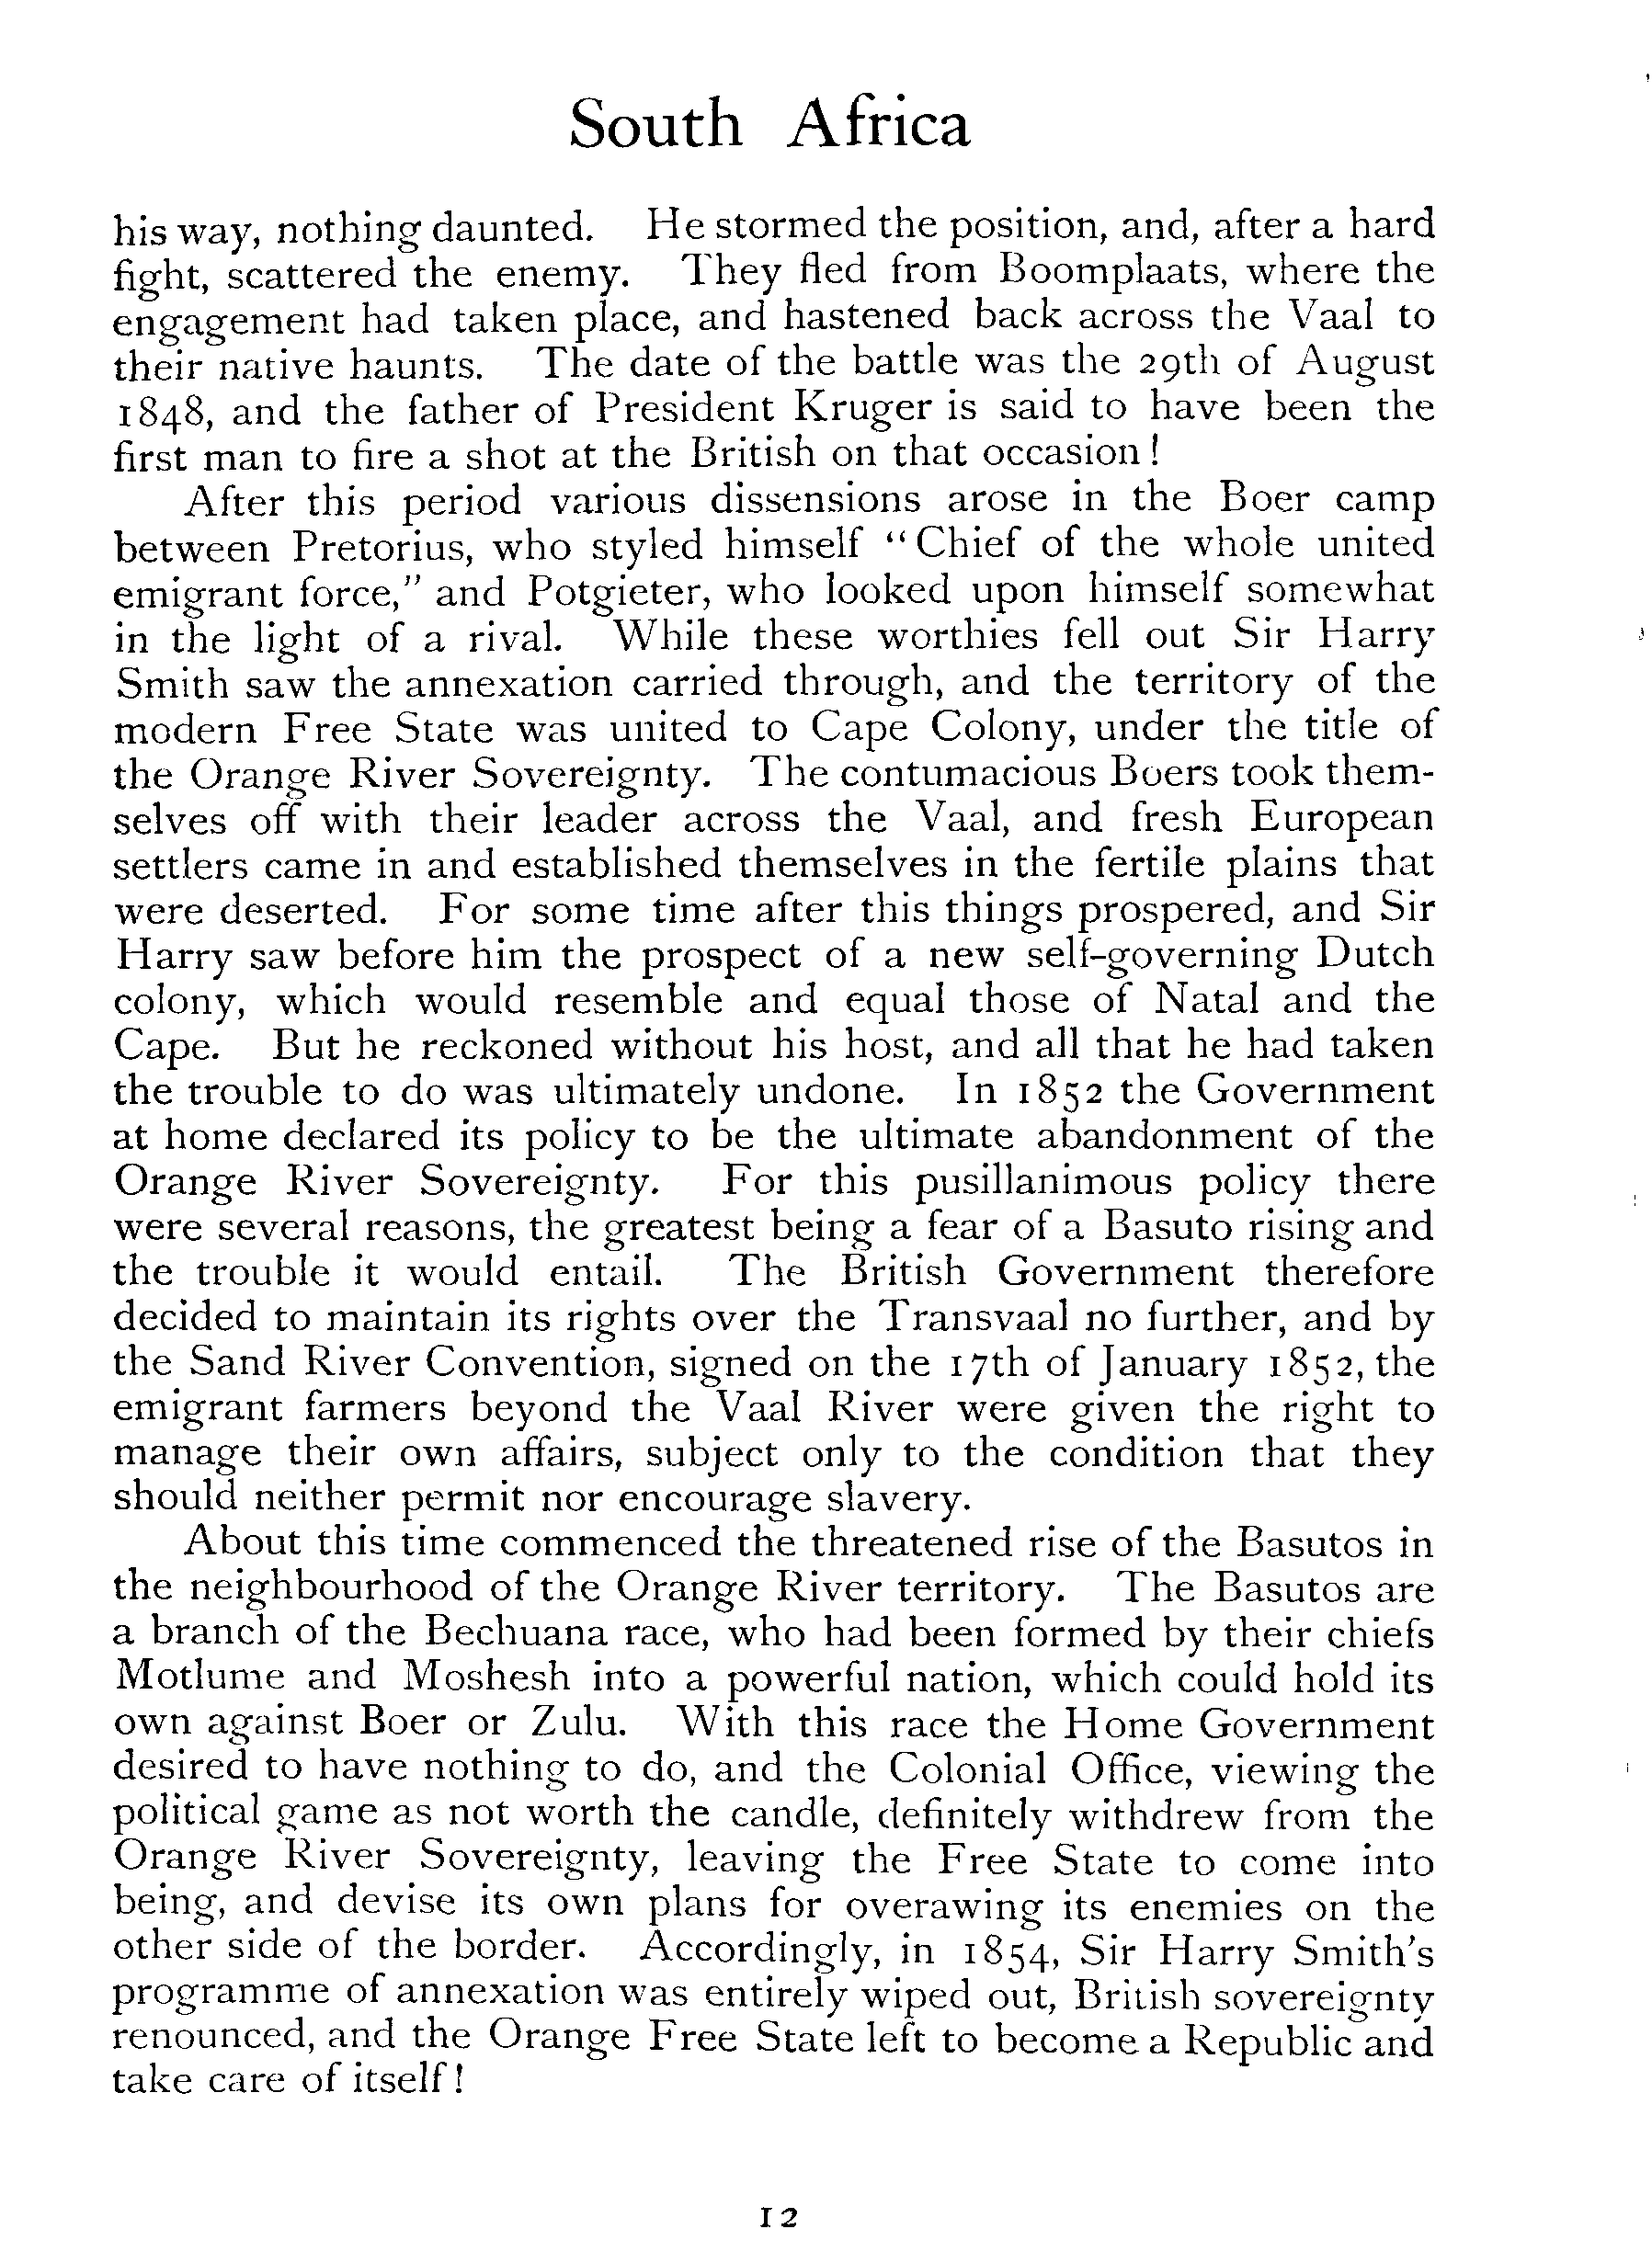 South Africa
his way, nothing daunted. He stormed the position, and, after a hard
fight, scattered the enemy. They fled from Boomplaats, where the
engagement had taken place, and hastened back across the Vaal to
their native haunts. The date of the battle was the 29th of August
1848, and the father of President Kruger is said to have been the
first man to fire a shot at the British on that occasion!
After this period various dissensions arose in the Boer camp
between Pretorius, who styled himself "Chief of the whole united
emigrant force," and Potgieter, who looked upon himself somewhat
in the light of a rival. While these worthies fell out Sir Harry
Smith saw the annexation carried through, and the territory of the
modern Free State was united to Cape Colony, under the title of
the Orange River Sovereignty. The contumacious Boers took them-
selves off with their leader across the Vaal, and fresh European
settlers came in and established themselves in the fertile plains that
were deserted. For some time after this things prospered, and Sir
Harry saw before him the prospect of a new self-governing Dutch
colony, which would resemble and equal those of Natal and the
Cape. But he reckoned without his host, and all that he had taken
the trouble to do was ultimately undone. In 1852 the Government
at home declared its policy to be the ultimate abandonment of the
Orange River Sovereignty. For this pusillanimous policy there
were several reasons, the greatest being a fear of a Basuto rising and
the trouble it would entail. The British Government therefore
decided to maintain its rights over the Transvaal no further, and by
the Sand River Convention, signed on the 17th of January 1852, the
emigrant farmers beyond the Vaal River were given the right to
manage their own affairs, subject only to the condition that they
should neither permit nor encourage slavery.
About this time commenced the threatened rise of the Basutos in
the neighbourhood of the Orange River territory. The Basutos are
a branch of the Bechuana race, who had been formed by their chiefs
Motlume and Moshesh into a powerful nation, which could hold its
own against Boer or Zulu. With this race the Home Government
desired to have nothing to do, and the Colonial Office, viewing the
political game as not worth the candle, definitely withdrew from the
Orange River Sovereignty, leaving the Free State to come into
being, and devise its own plans for overawing its enemies on the
other side of the border. Accordingly, in 1854, Sir Harry Smith's
programme of annexation was entirely wiped out, British sovereignty
renounced, and the Orange Free State left to become a Republic and
take care of itself!
12